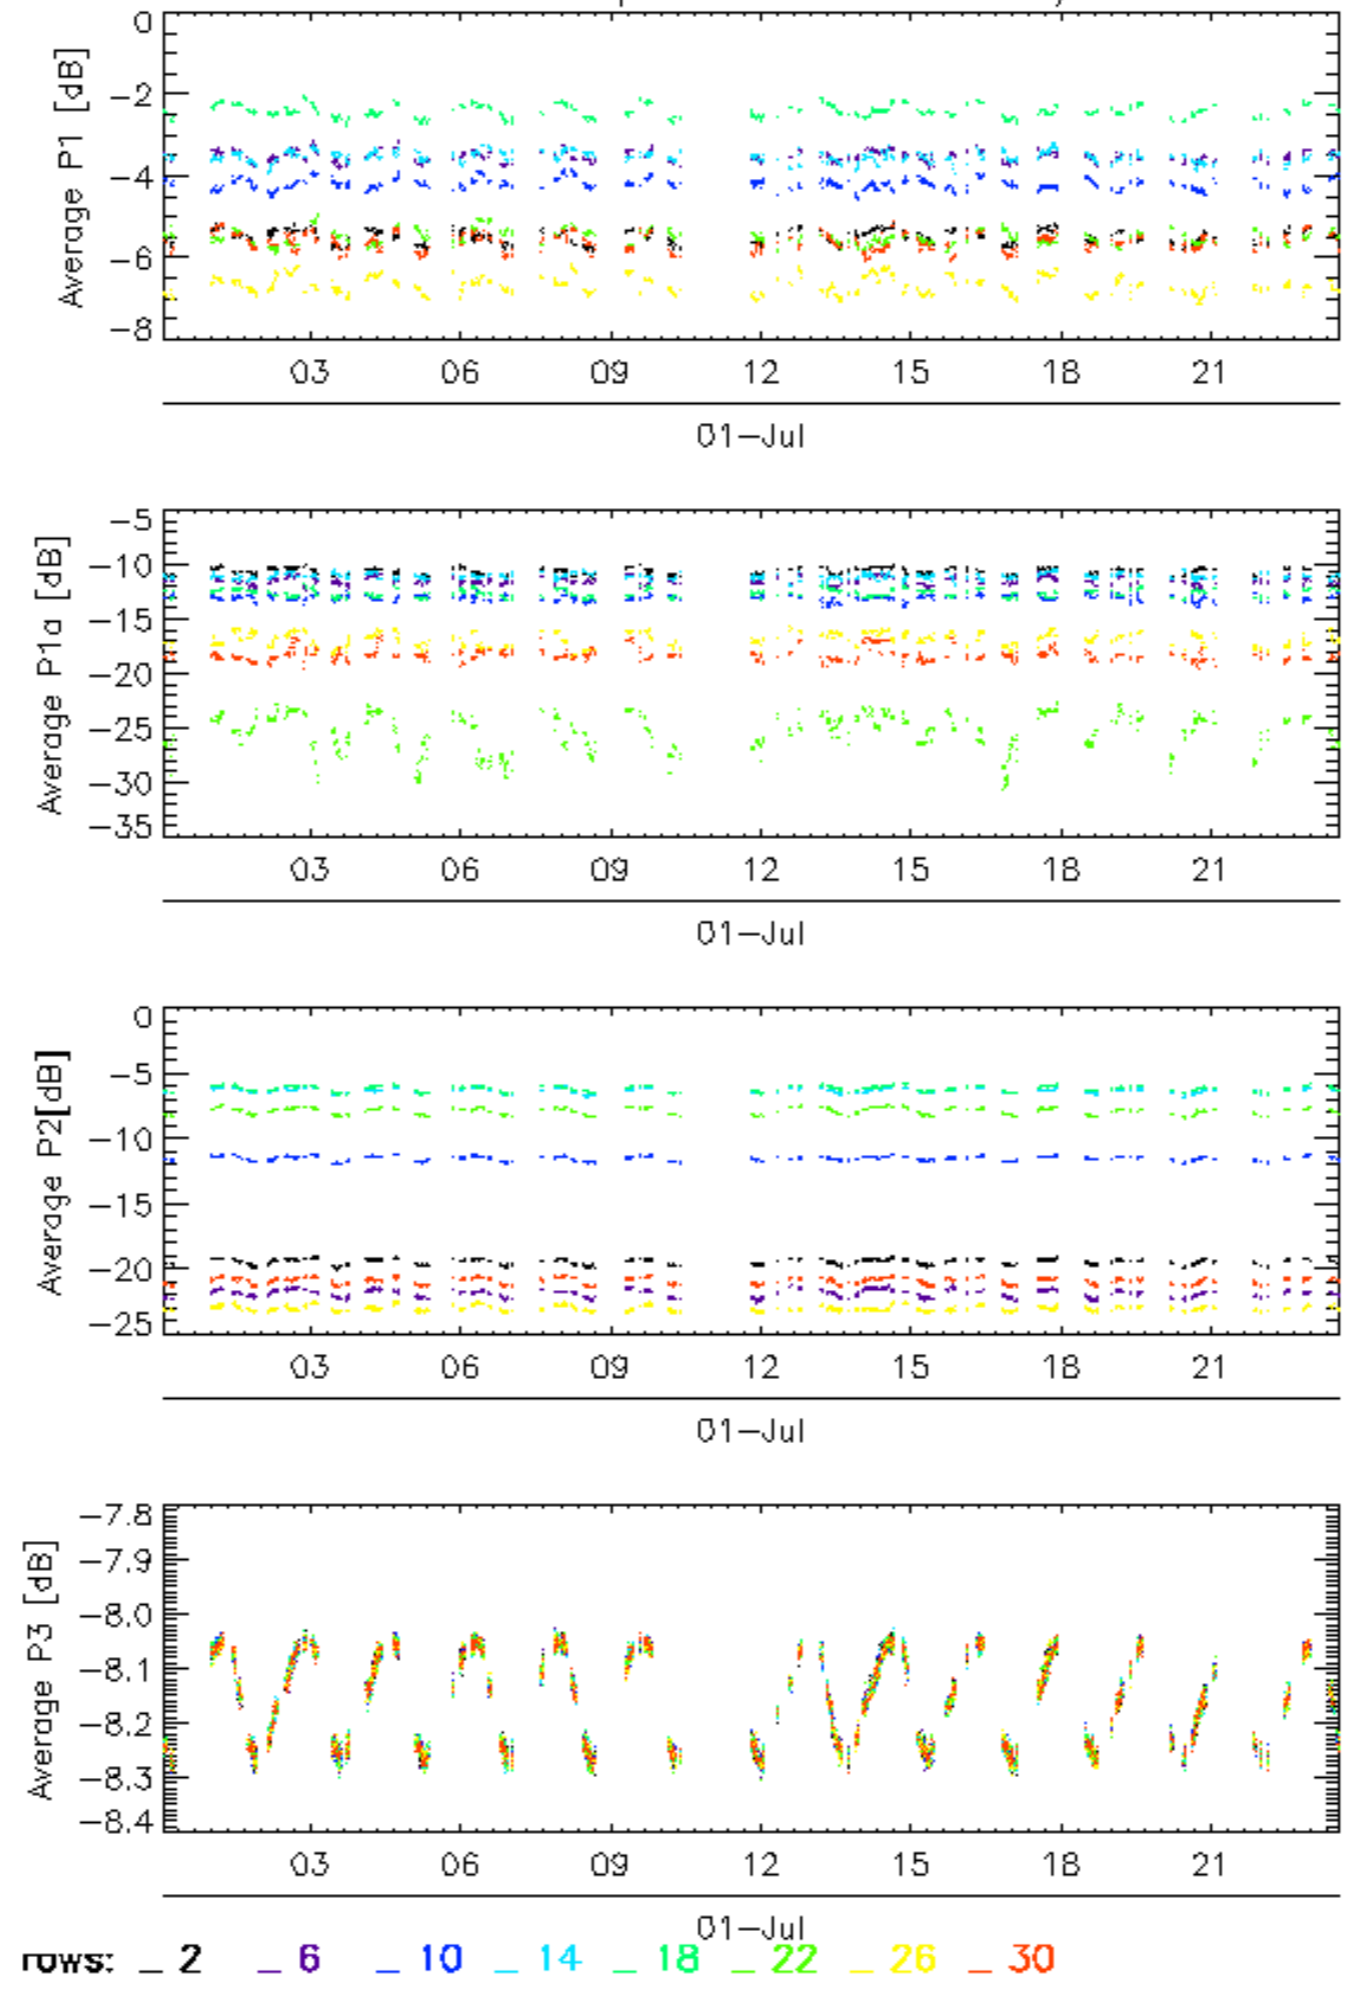 0
−2
−4
−6
−8
Average P1 [dB]
03 06 09 12 15 18 21
01−Jul
−5
−10
−15
−20
−25
−30
−35
Average P1a [dB]
03 06 09 12 15 18 21
01−Jul
0
−5
−10
−15
−20
−25
Average P2[dB]
03 06 09 12 15 18 21
01−Jul
−7.8
−7.9
−8.0
−8.1
−8.2
−8.3
−8.4
Average P3 [dB]
03 06 09 12 15 18 21
01−Jul
rows: _ 2 _ 6 _ 10 _ 14 _ 18 _ 22 _ 26 _ 30